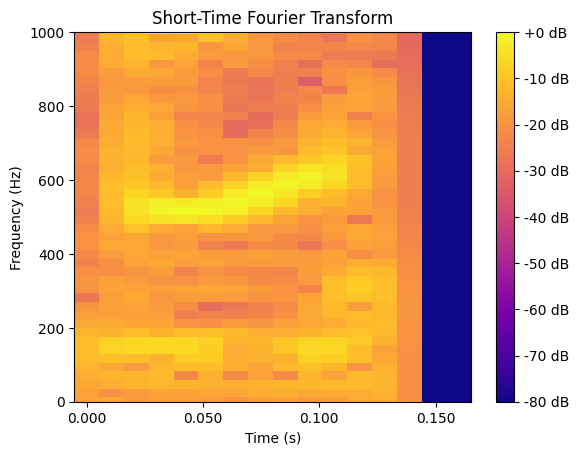 Short-Time Fourier Transform
Frequency (Hz)
1000
800
600
400
200
0
0.000
0.050
0.100
0.150
Time (s)
+0 dB
-10 dB
-20 dB
-30 dB
-40 dB
-50 dB
-60 dB
-70 dB
-80 dB